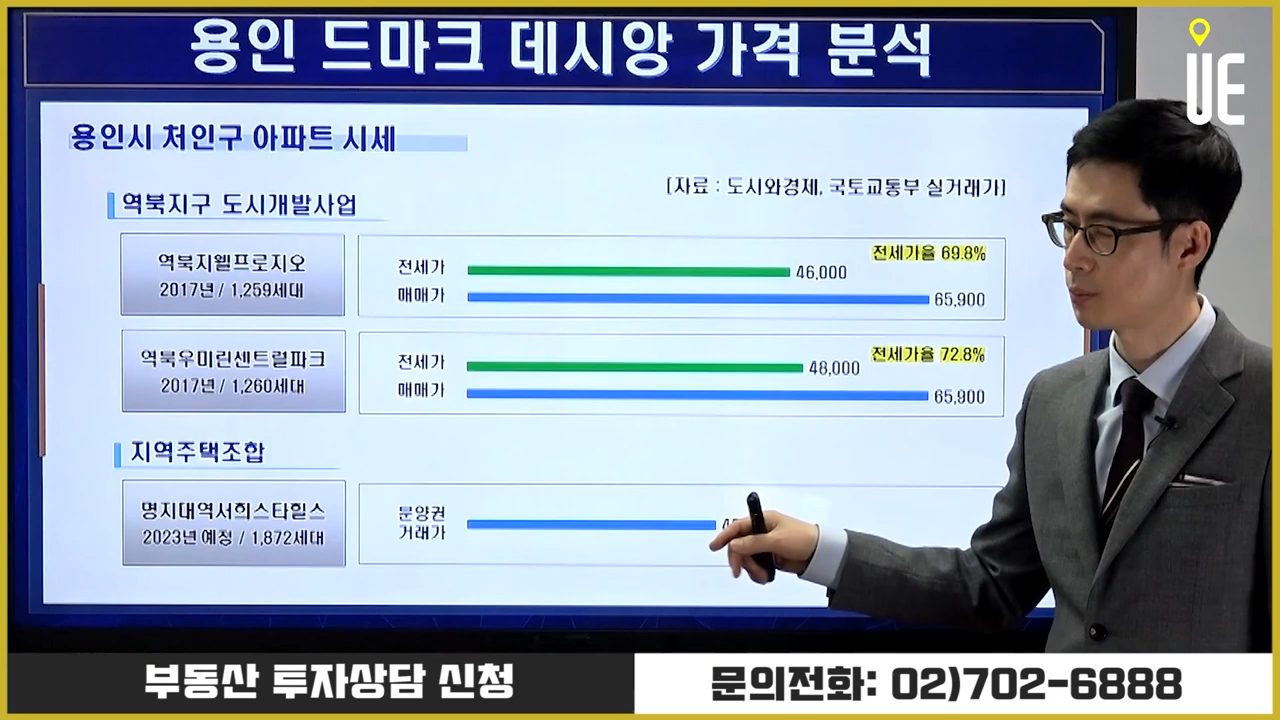 용인 드마크 데시앙 가격 분석
UE
용인시 처인구 아파트 시세
[자료 : 도시와경제, 국토교통부 실거래가]
역북지구 도시개발사업
역북지웰프르지오
2017년 / 1,259세대
전세가율 69.8%
전세가 46,000
매매가 65,900
역북우미린센트럴파크
2017년 / 1,260세대
전세가율 72.8%
전세가 48,000
매매가 65,900
지역주택조합
명지대역서희스타힐스
2023년 예정 / 1,872세대
분양권
거래가
부동산 투자상담 신청
문의전화: 02)702-6888